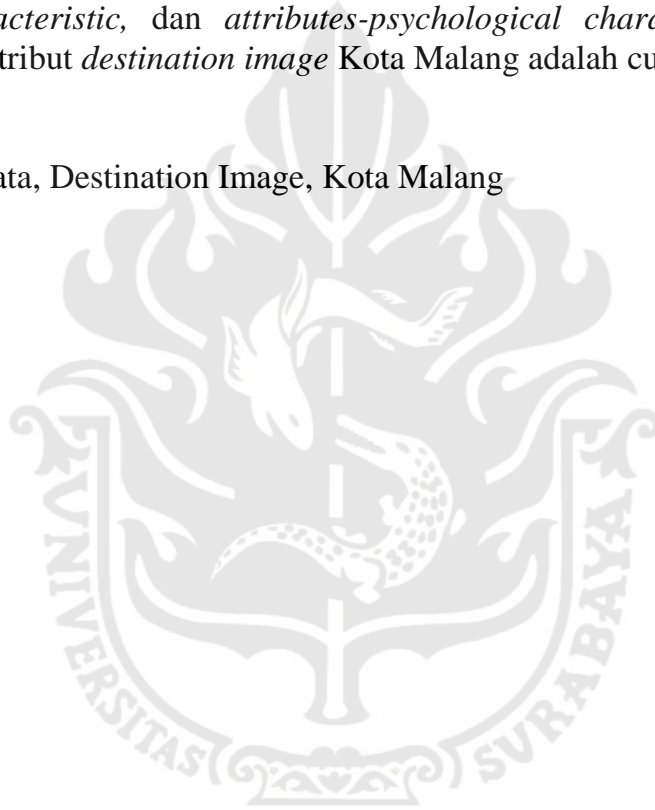 acteristic, dan attributes-psychological chara
tribut destination image Kota Malang adalah cu
ata, Destination Image, Kota Malang
UNIVERSITAS SURABAYA